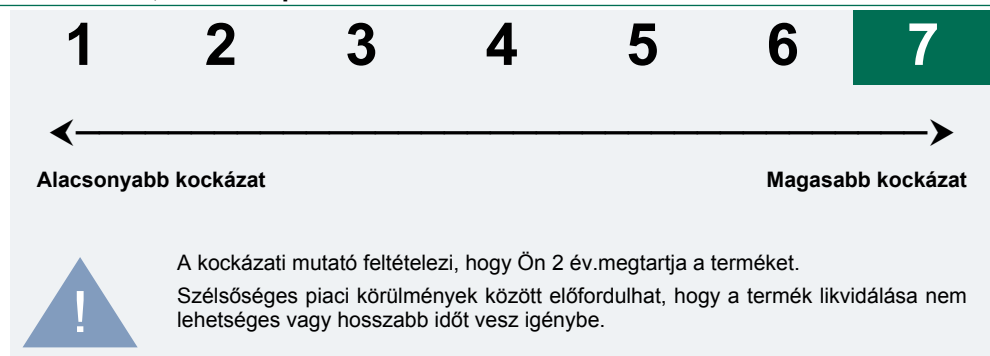 1 2 3 4 5 6 7
Alacsonyabb kockázat Magasabb kockázat
A kockázati mutató feltételezi, hogy Ön 2 év.megtartja a terméket.
Szélsőséges piaci körülmények között előfordulhat, hogy a termék likvidálása nem
lehetséges vagy hosszabb időt vesz igénybe.
!